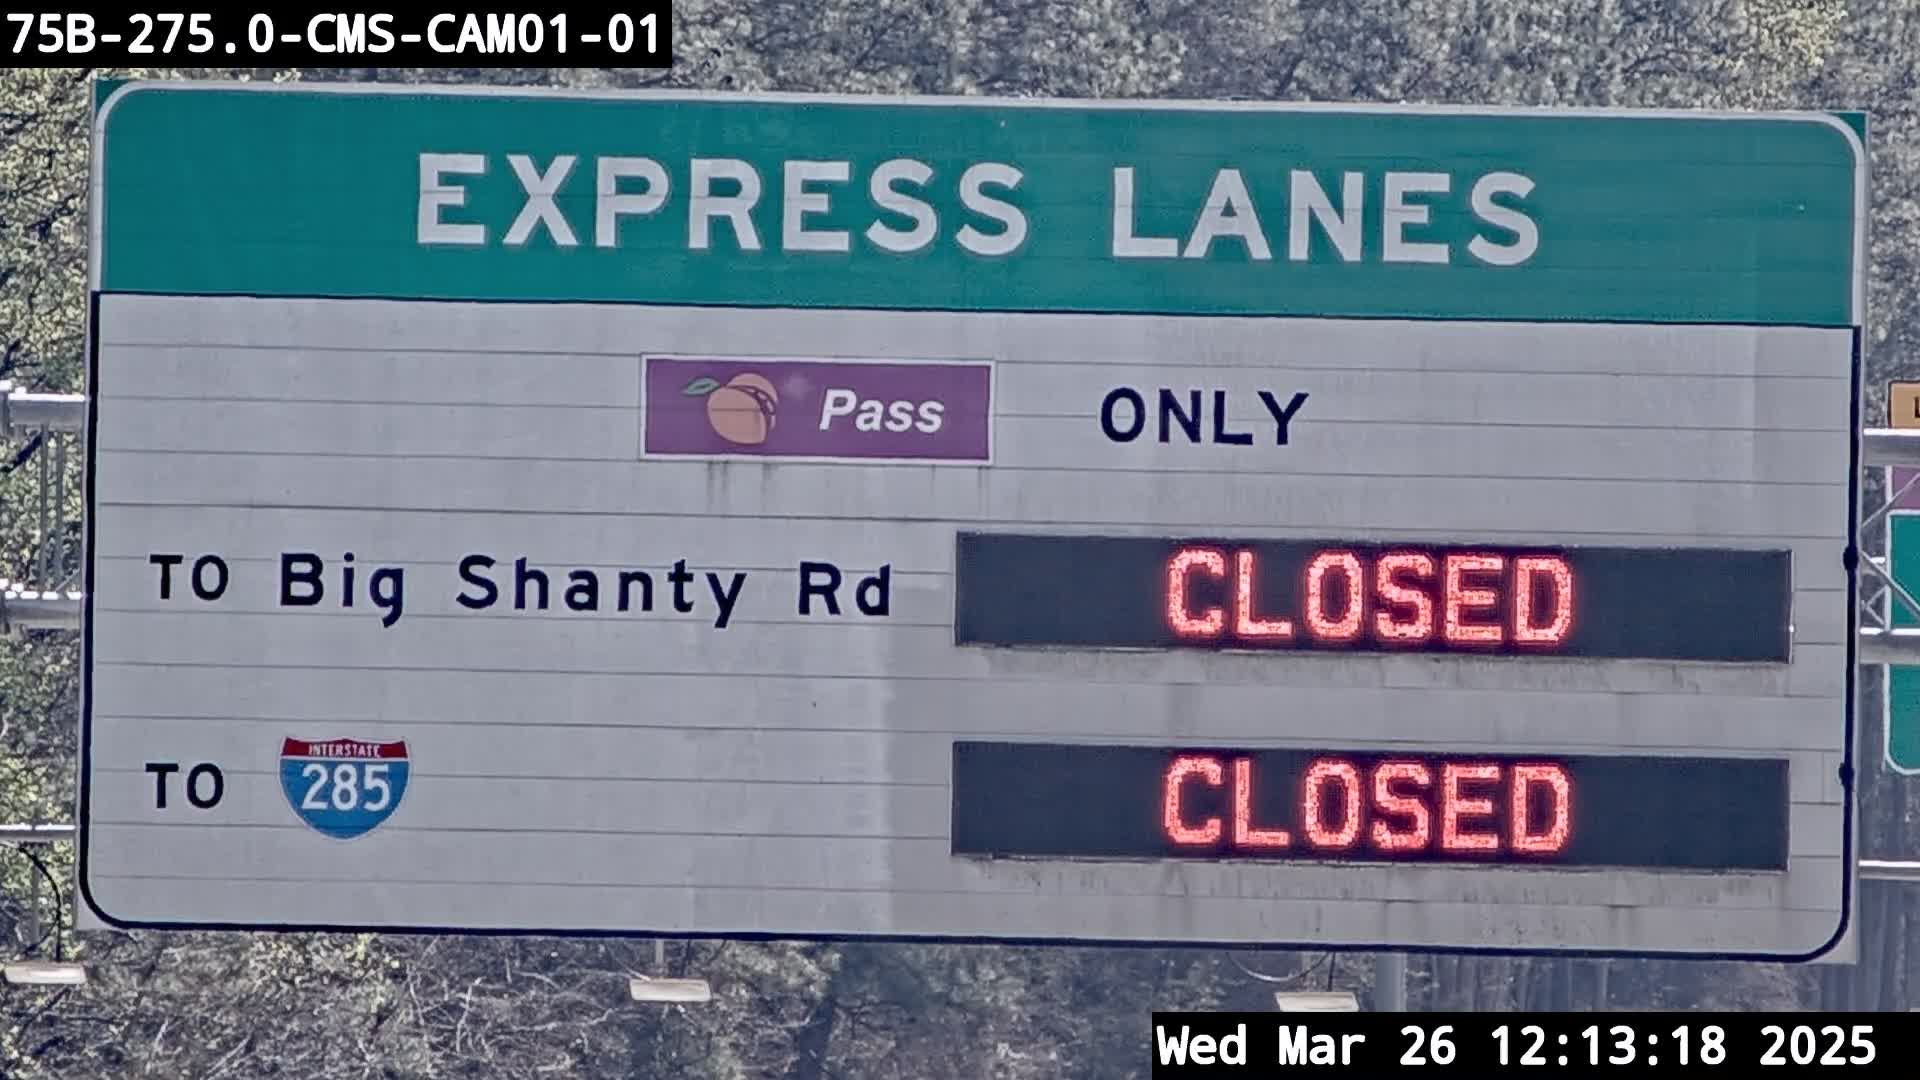 75B-275.0-CMS-CAM01-01
EXPRESS LANES
Pass ONLY
TO Big Shanty Rd CLOSED
INTERSTATE
TO 285 CLOSED
Wed Mar 26 12:13:18 2025